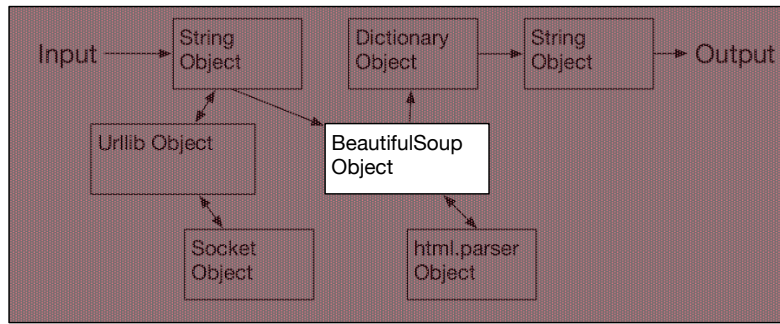 Input
String
Object
Dictionary
Object
String
Object
Output
Urllib Object
BeautifulSoup
Object
Socket
Object
html.parser
Object